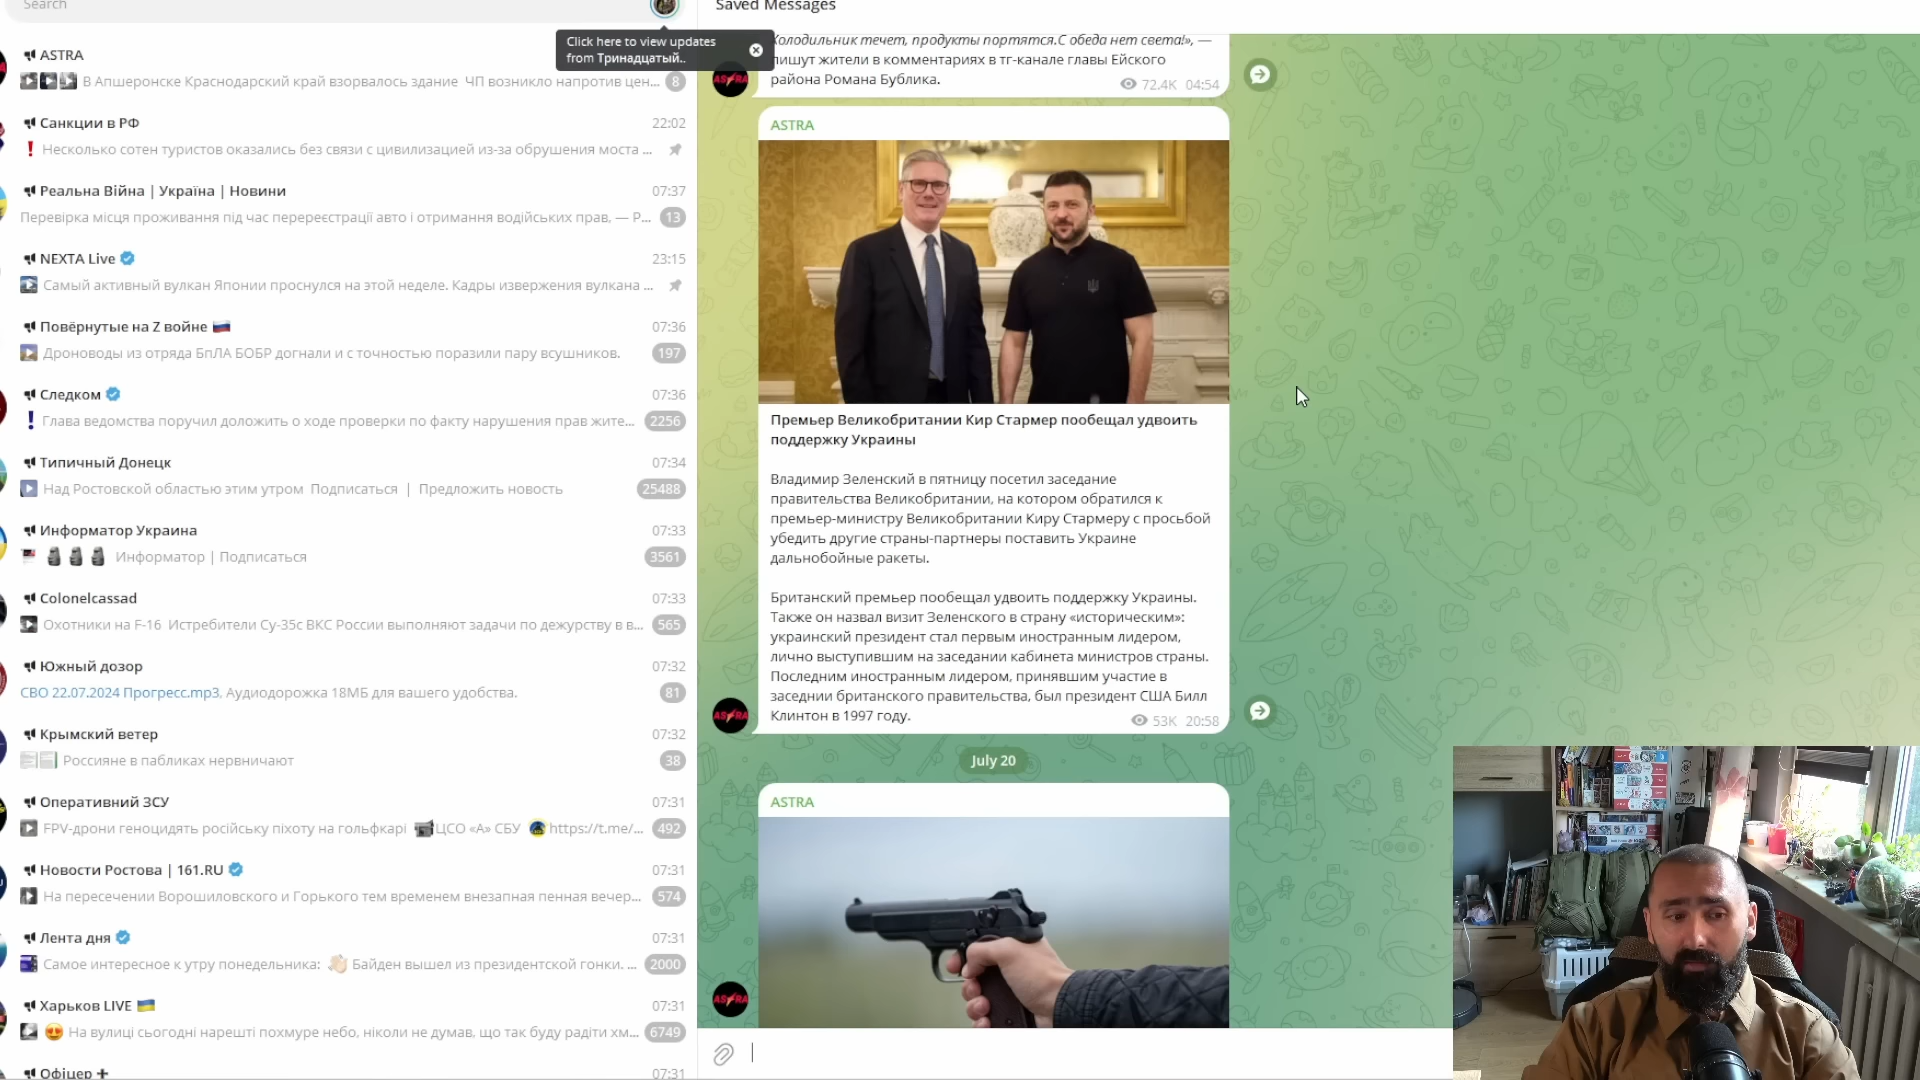 Search
Click here to view updates
from Тринадцатый..
ASTRA
В Апшеронске Краснодарский край взорвалось здание ЧП возникло напротив цен...
8
Санкции в РФ
22:02
Несколько сотен туристов оказались без связи с цивилизацией из-за обрушения моста ...
Реальна Війна | Україна | Новини
07:37
Перевірка місця проживання під час перереєстрації авто і отримання водійських прав, — Р...
13
NEXTA Live
23:15
Самый активный вулкан Японии проснулся на этой неделе. Кадры извержения вулкана ...
Повёрнутые на Z войне
07:36
Дроноводы из отряда БпЛА БОБР догнали и с точностью поразили пару всушников.
197
Следком
07:36
Глава ведомства поручил доложить о ходе проверки по факту нарушения прав жите...
2256
Типичный Донецк
07:34
Над Ростовской областью этим утром Подписаться | Предложить новость
25488
Информатор Украина
07:33
Информатор | Подписаться
3561
Colonelcassad
07:33
Охотники на F-16 Истребители Су-35с ВКС России выполняют задачи по дежурству в в...
565
Южный дозор
07:32
СВО 22.07.2024 Прогресс.mp3, Аудиодорожка 18МБ для вашего удобства.
81
Крымский ветер
07:32
Россияне в пабликах нервничают
38
Оперативний ЗСУ
07:31
FPV-дрони геноцидять російську піхоту на гольфкарі ЦСО «А» СБУ https://t.me/...
492
Новости Ростова | 161.RU
07:31
На пересечении Ворошиловского и Горького тем временем внезапная пенная вечер...
574
Лента дня
07:31
Самое интересное к утру понедельника: Байден вышел из президентской гонки. ...
2000
Харьков LIVE
07:31
На вулиці сьогодні нарешті похмуре небо, ніколи не думав, що так буду радіти хм...
6749
Офіцер
07:31
Saved Messages
Холодильник течет, продукты портятся.С обеда нет света!», —
пишут жители в комментариях в тг-канале главы Ейского
района Романа Бублика.
72.4K 04:54
ASTRA
Премьер Великобритании Кир Стармер пообещал удвоить
поддержку Украины
Владимир Зеленский в пятницу посетил заседание
правительства Великобритании, на котором обратился к
премьер-министру Великобритании Киру Стармеру с просьбой
убедить другие страны-партнеры поставить Украине
дальнобойные ракеты.
Британский премьер пообещал удвоить поддержку Украины.
Также он назвал визит Зеленского в страну «историческим»:
украинский президент стал первым иностранным лидером,
лично выступившим на заседании кабинета министров страны.
Последним иностранным лидером, принявшим участие в
заседнии британского правительства, был президент США Билл
Клинтон в 1997 году.
53K 20:58
July 20
ASTRA